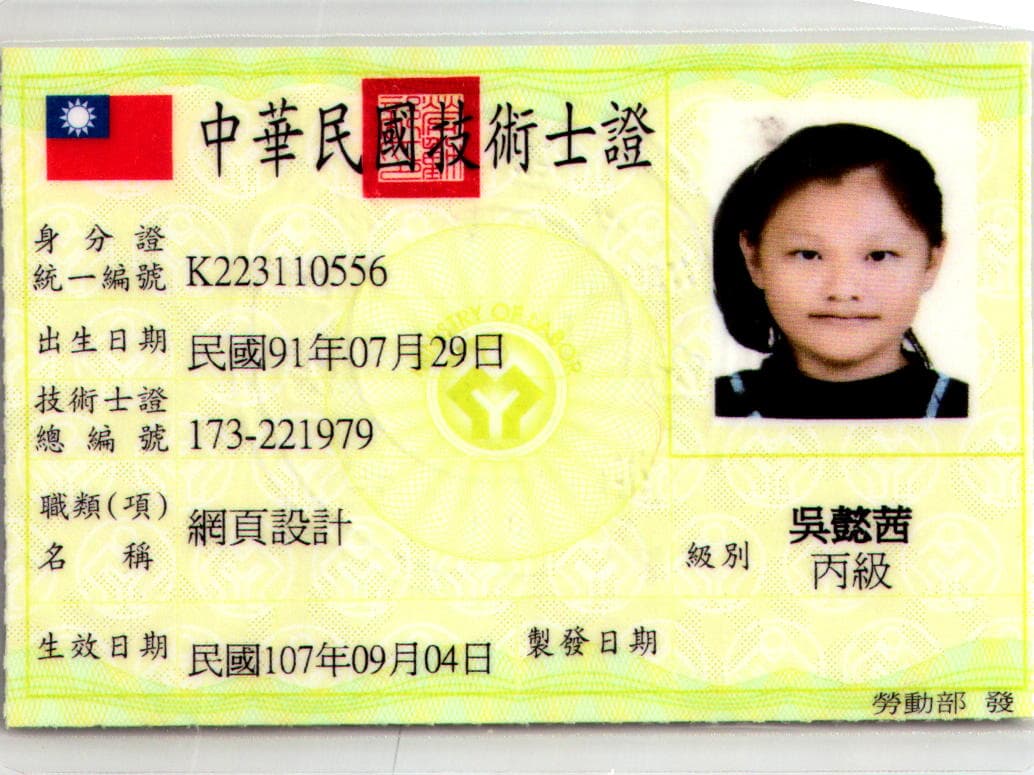 中華民國技術士證
身分證
統一編號 K223110556
出生日期 民國91年07月29日
技術士證
總編號 173-221979
職類(項)
名稱 網頁設計
吳懿茜
級別 丙級
生效日期 民國107年09月04日 製發日期
勞動部 發
MINISTRY OF LABOR